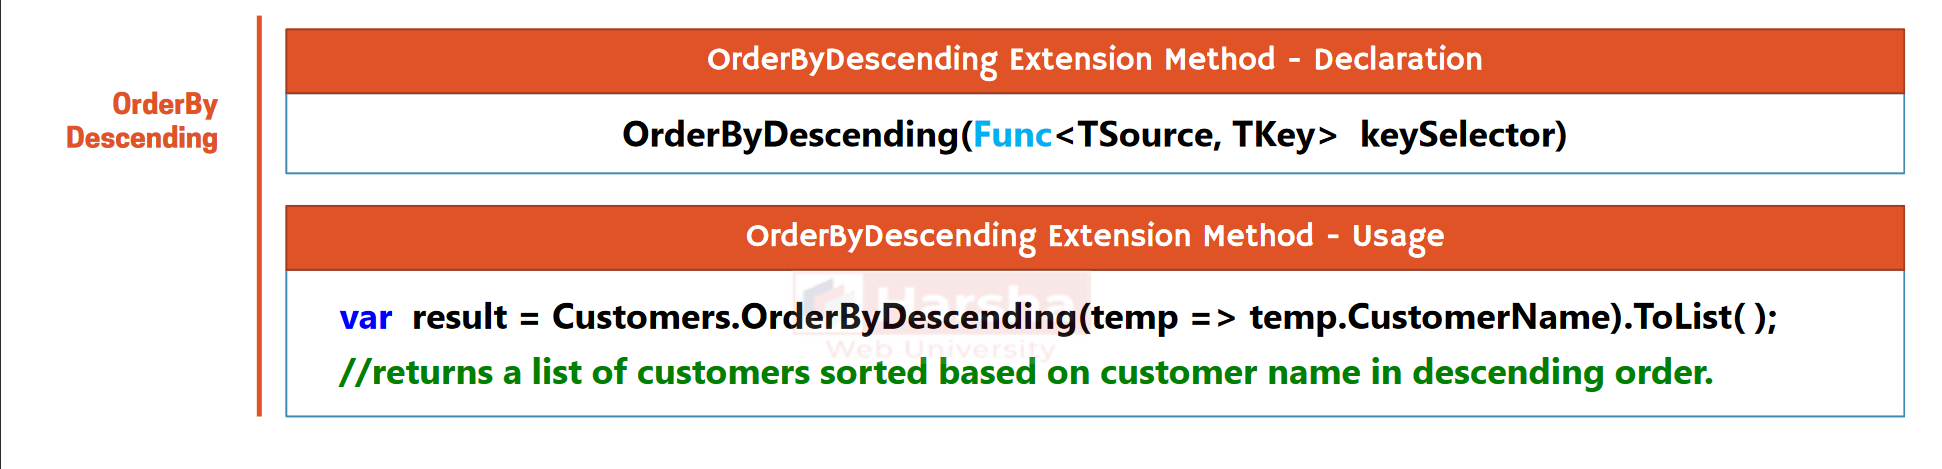 OrderBy
Descending
OrderByDescending Extension Method - Declaration
OrderByDescending(Func<TSource, TKey> keySelector)
OrderByDescending Extension Method - Usage
var result = Customers.OrderByDescending(temp => temp.CustomerName).ToList( );
Harsha
Web University
//returns a list of customers sorted based on customer name in descending order.